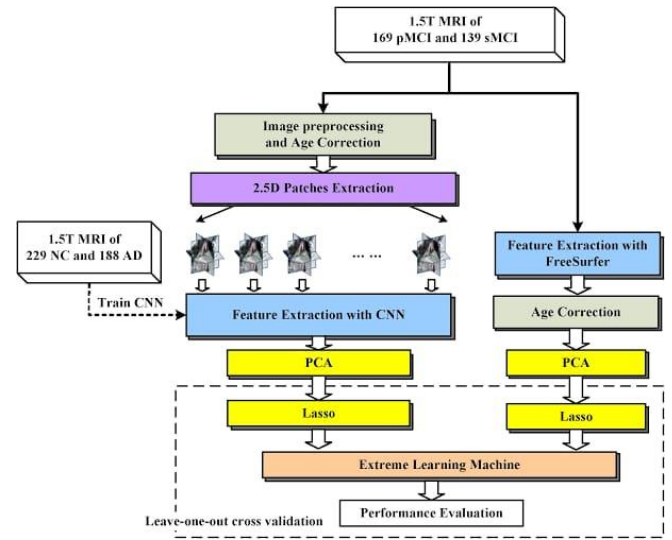 1.5T MRI of
169 pMCI and 139 sMCI
Image preprocessing
and Age Correction
2.5D Patches Extraction
1.5T MRI of
229 NC and 188 AD
... ...
Feature Extraction with
FreeSurfer
Train CNN
Feature Extraction with CNN
Age Correction
PCA
PCA
Lasso
Lasso
Extreme Learning Machine
Performance Evaluation
Leave-one-out cross validation